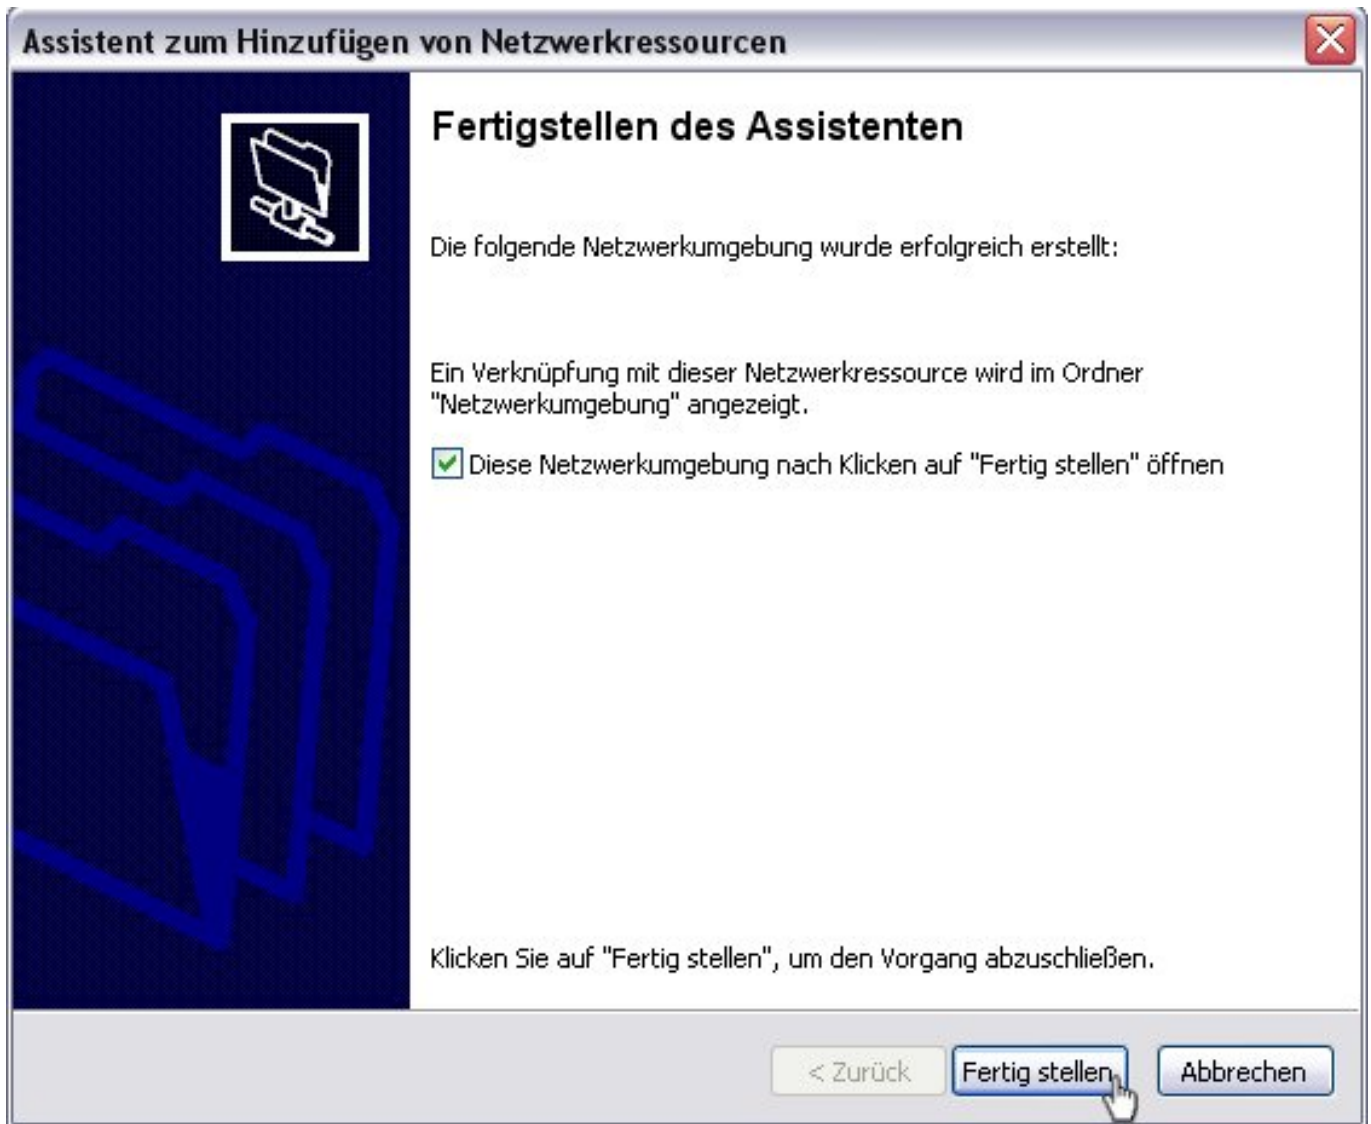 Assistent zum Hinzufügen von Netzwerkressourcen
Fertigstellen des Assistenten
Die folgende Netzwerkumgebung wurde erfolgreich erstellt:
Ein Verknüpfung mit dieser Netzwerkressource wird im Ordner
"Netzwerkumgebung" angezeigt.
Diese Netzwerkumgebung nach Klicken auf "Fertig stellen" öffnen
Klicken Sie auf "Fertig stellen", um den Vorgang abzuschließen.
< Zurück
Fertig stellen
Abbrechen